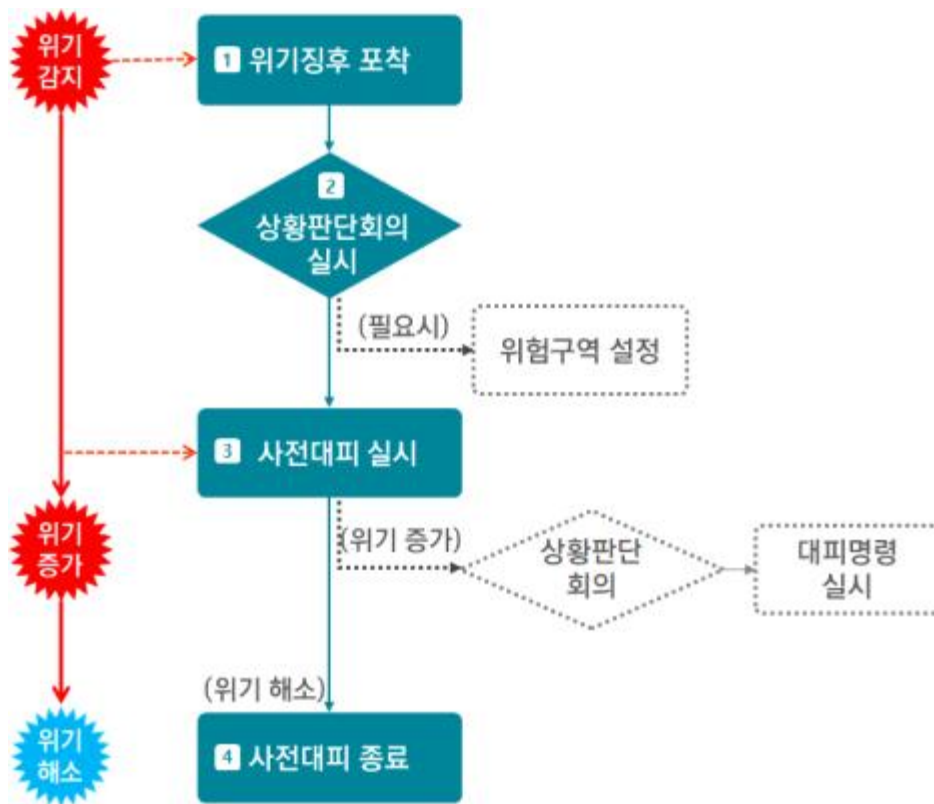 위기
감지
1 위기징후 포착
2
상황판단회의
실시
(필요시)
위험구역 설정
3 사전대피 실시
위기
증가
(위기 증가)
상황판단
회의
대피명령
실시
(위기 해소)
위기
해소
4 사전대피 종료